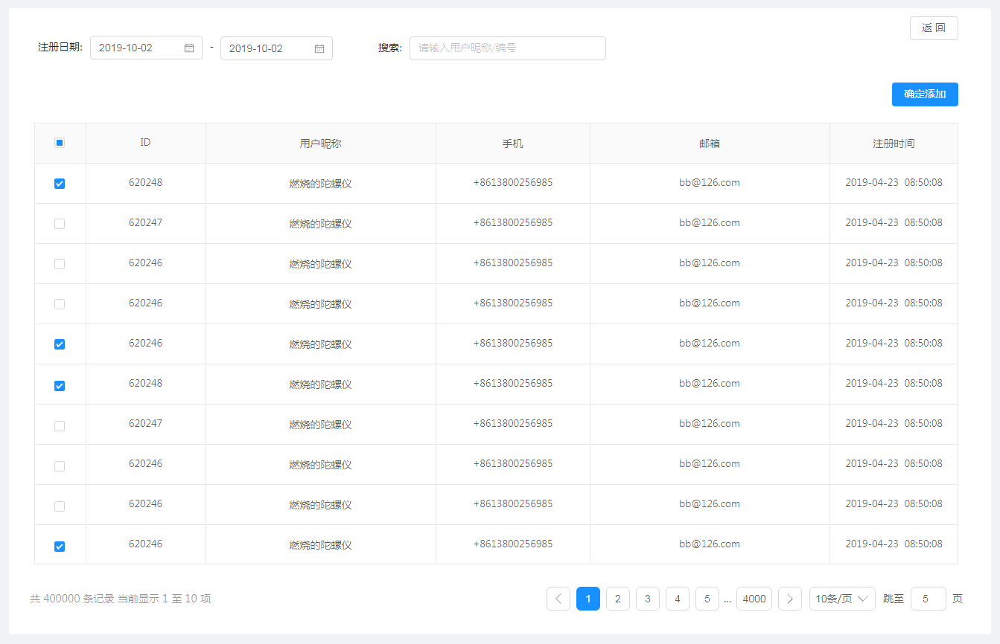 返 回
注册日期: 2019-10-02 - 2019-10-02 搜索: 请输入用户昵称/编号
确定添加
ID 用户昵称 手机 邮箱 注册时间
620248 燃烧的陀螺仪 +8613800256985 bb@126.com 2019-04-23 08:50:08
620247 燃烧的陀螺仪 +8613800256985 bb@126.com 2019-04-23 08:50:08
620246 燃烧的陀螺仪 +8613800256985 bb@126.com 2019-04-23 08:50:08
620246 燃烧的陀螺仪 +8613800256985 bb@126.com 2019-04-23 08:50:08
620246 燃烧的陀螺仪 +8613800256985 bb@126.com 2019-04-23 08:50:08
620248 燃烧的陀螺仪 +8613800256985 bb@126.com 2019-04-23 08:50:08
620247 燃烧的陀螺仪 +8613800256985 bb@126.com 2019-04-23 08:50:08
620246 燃烧的陀螺仪 +8613800256985 bb@126.com 2019-04-23 08:50:08
620246 燃烧的陀螺仪 +8613800256985 bb@126.com 2019-04-23 08:50:08
620246 燃烧的陀螺仪 +8613800256985 bb@126.com 2019-04-23 08:50:08
共 400000 条记录 当前显示 1 至 10 项 1 2 3 4 5 ... 4000 10条/页 跳至 5 页